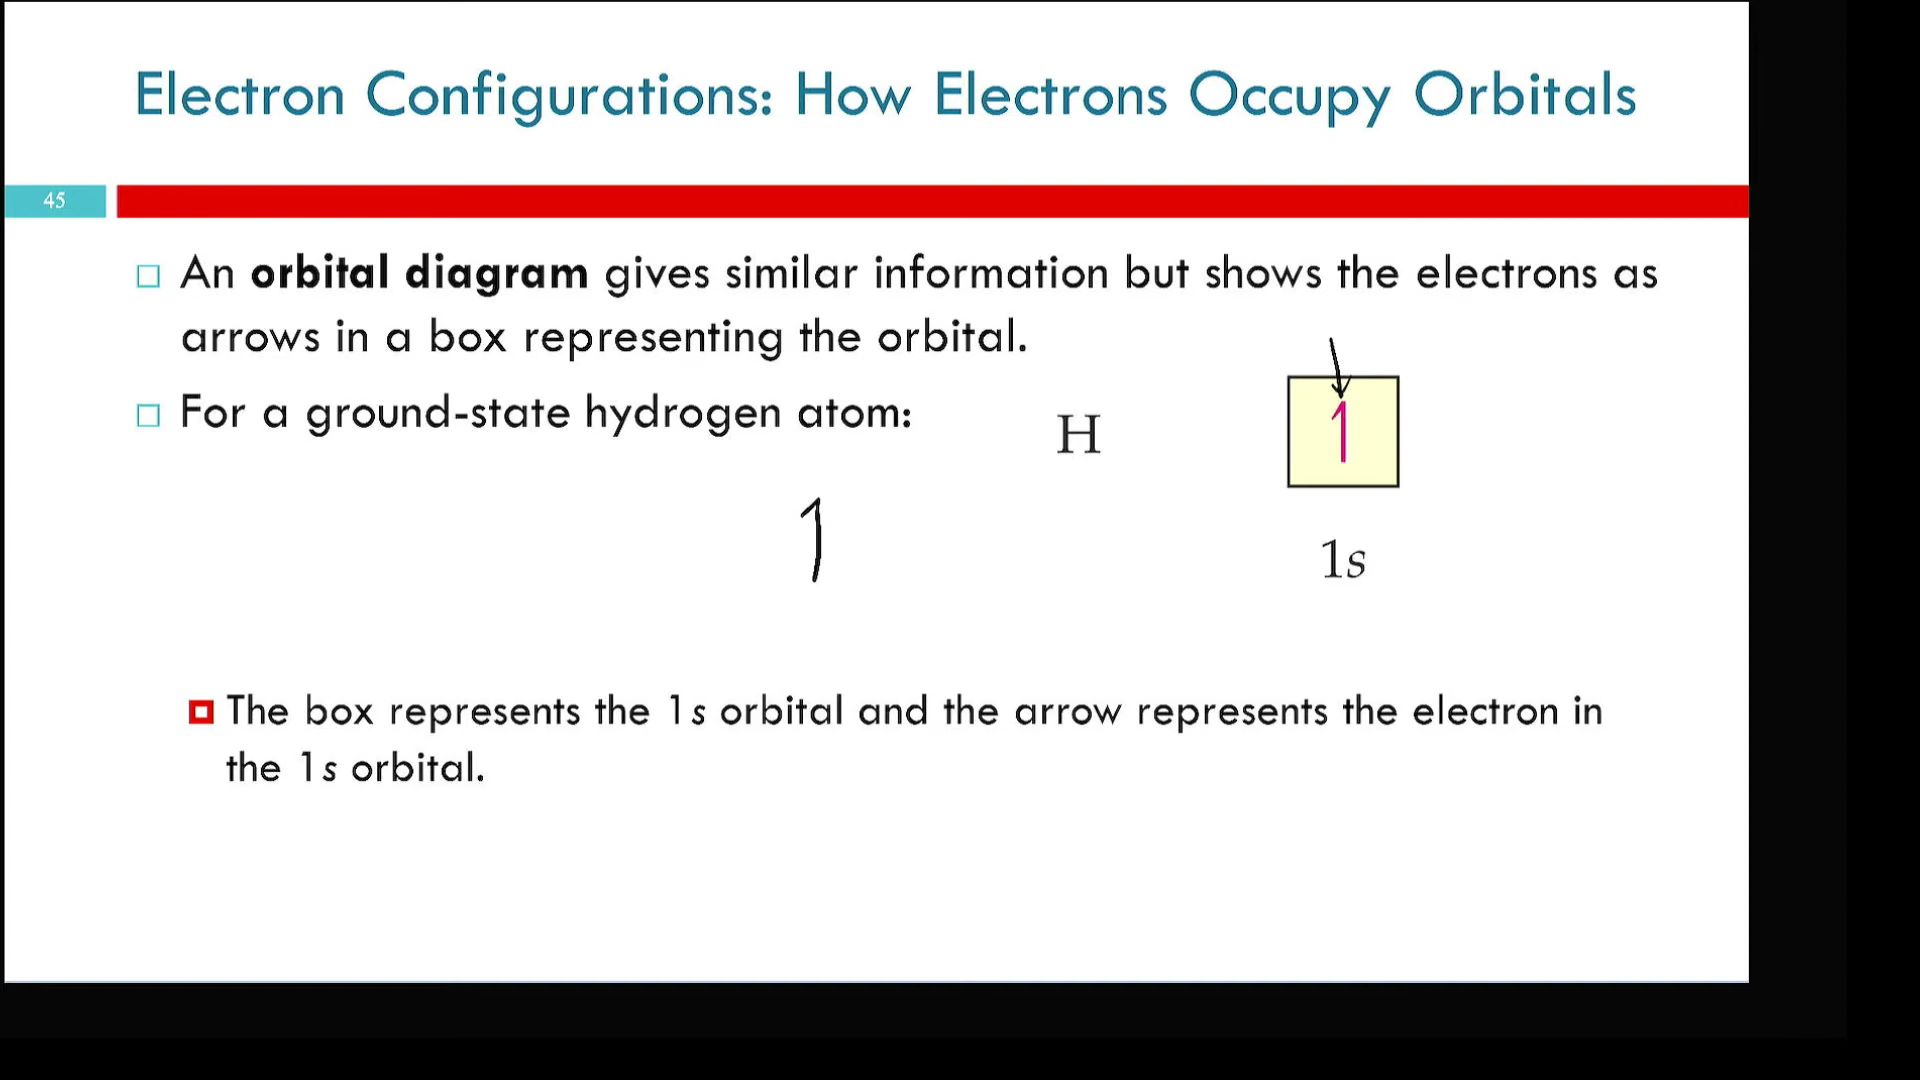 Electron Configurations: How Electrons Occupy Orbitals
45
An orbital diagram gives similar information but shows the electrons as
arrows in a box representing the orbital.
For a ground-state hydrogen atom:
H
1s
The box represents the 1s orbital and the arrow represents the electron in
the 1s orbital.